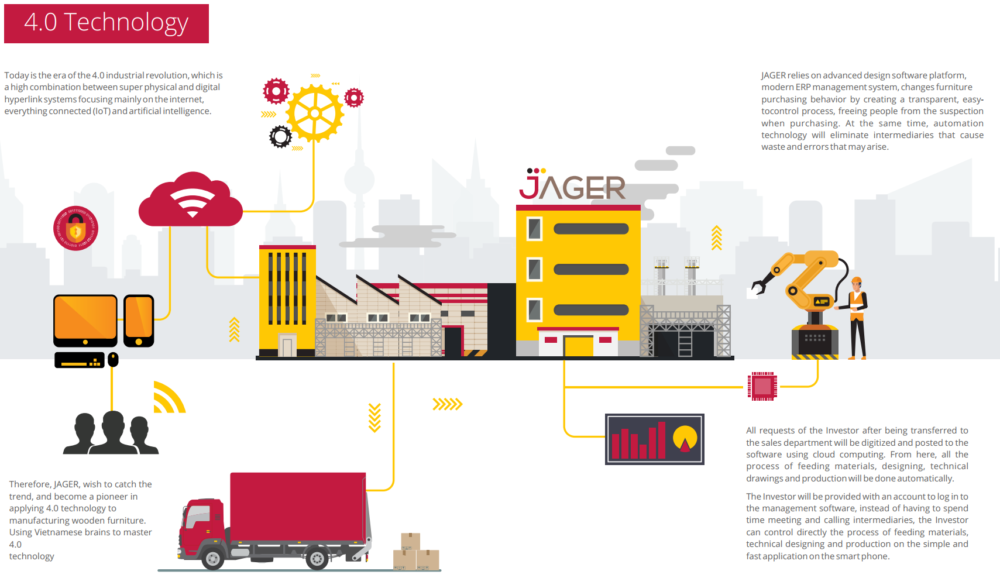 4.0 Technology
Today is the era of the 4.0 industrial revolution, which is
a high combination between super physical and digital
hyperlink systems focusing mainly on the internet,
everything connected (IoT) and artificial intelligence.
JAGER relies on advanced design software platform,
modern ERP management system, changes furniture
purchasing behavior by creating a transparent, easy-
tocontrol process, freeing people from the suspection
when purchasing. At the same time, automation
technology will eliminate intermediaries that cause
waste and errors that may arise.
JAGER
All requests of the Investor after being transferred to
the sales department will be digitized and posted to the
software using cloud computing. From here, all the
process of feeding materials, designing, technical
drawings and production will be done automatically.
The Investor will be provided with an account to log in to
the management software, instead of having to spend
time meeting and calling intermediaries, the Investor
can control directly the process of feeding materials,
technical designing and production on the simple and
fast application on the smart phone.
Therefore, JAGER, wish to catch the
trend, and become a pioneer in
applying 4.0 technology to
manufacturing wooden furniture.
Using Vietnamese brains to master
4.0
technology